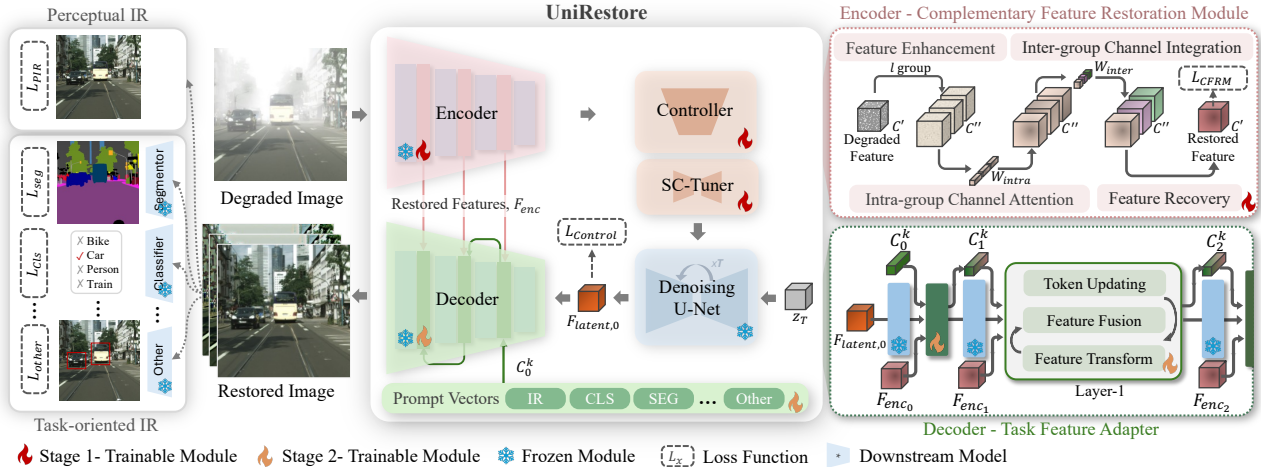 Perceptual IR
L_PIR
L_seg
L_Cls
L_other
Segmentor
Classifier
Other
Bike
Car
Person
Train
Task-oriented IR
Degraded Image
Restored Image
UniRestore
Encoder
Controller
SC-Tuner
Restored Features, F_enc
L_Control
Decoder
Denoising
U-Net
xT
F_latent,0
z_T
C_0^k
Prompt Vectors
IR
CLS
SEG
...
Other
Encoder - Complementary Feature Restoration Module
Feature Enhancement
Inter-group Channel Integration
l group
W_inter
L_CFRM
C'
C''
C''
C''
C'
Degraded
Feature
Restored
Feature
W_intra
Intra-group Channel Attention
Feature Recovery
C_0^k
C_1^k
C_2^k
Token Updating
Feature Fusion
Feature Transform
F_latent,0
Layer-1
F_enc_0
F_enc_1
F_enc_2
Decoder - Task Feature Adapter
Stage 1- Trainable Module
Stage 2- Trainable Module
Frozen Module
L_x
Loss Function
*
Downstream Model